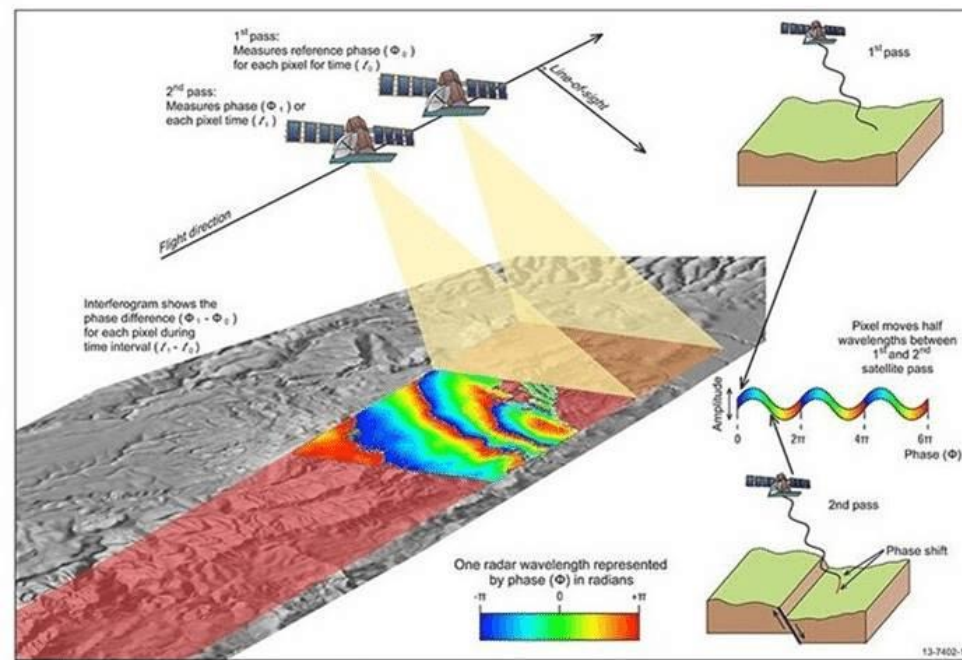 1st pass:
Measures reference phase (Φ₀)
for each pixel for time (t₀)
2nd pass:
Measures phase (Φ₁) or
each pixel time (t₁)
Line-of-sight
Flight direction
Interferogram shows the
phase difference (Φ₁ - Φ₀)
for each pixel during
time interval (t₁ - t₀)
1st pass
Pixel moves half
wavelengths between
1st and 2nd
satellite pass
Amplitude
0 2π 4π 6π
Phase (Φ)
2nd pass
Phase shift
One radar wavelength represented
by phase (Φ) in radians
-π 0 +π